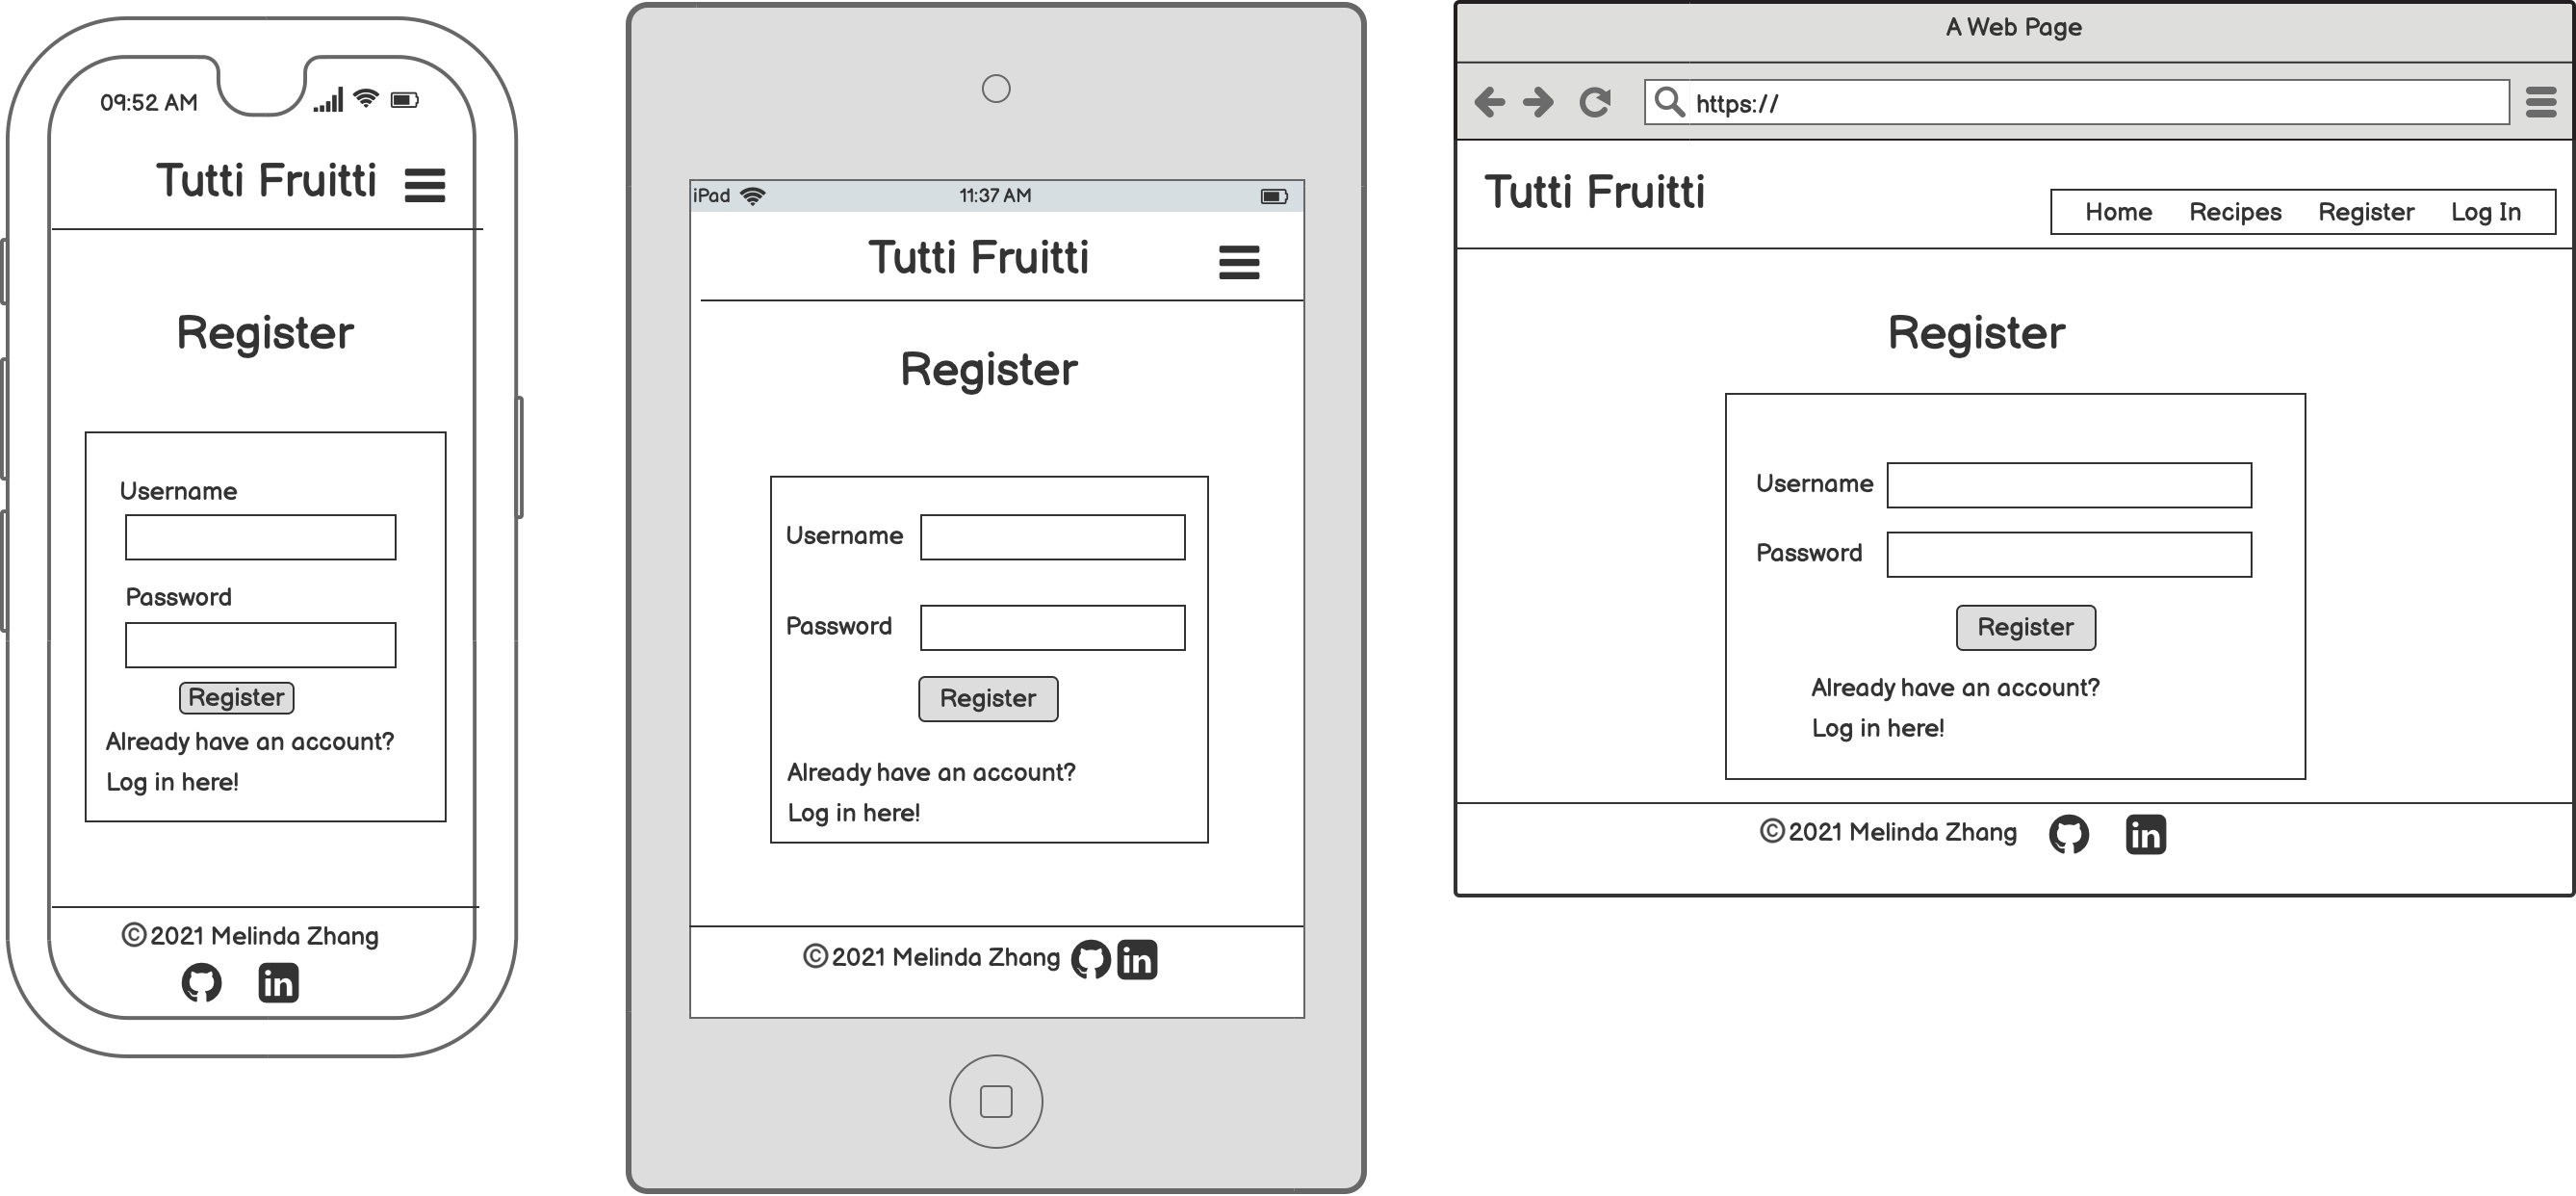 09:52 AM
Tutti Fruitti
Register
Username
Password
Register
Already have an account?
Log in here!
©2021 Melinda Zhang
in
iPad
11:37 AM
Tutti Fruitti
Register
Username
Password
Register
Already have an account?
Log in here!
©2021 Melinda Zhang
in
A Web Page
https://
Tutti Fruitti
Home Recipes Register Log In
Register
Username
Password
Register
Already have an account?
Log in here!
©2021 Melinda Zhang
in